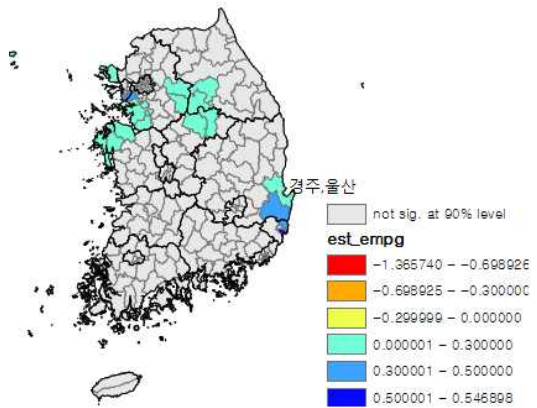 경주,울산
not sig. at 90% level
est_empg
-1.365740 - -0.698926
-0.698925 - -0.300000
-0.299999 - 0.000000
0.000001 - 0.300000
0.300001 - 0.500000
0.500001 - 0.546898